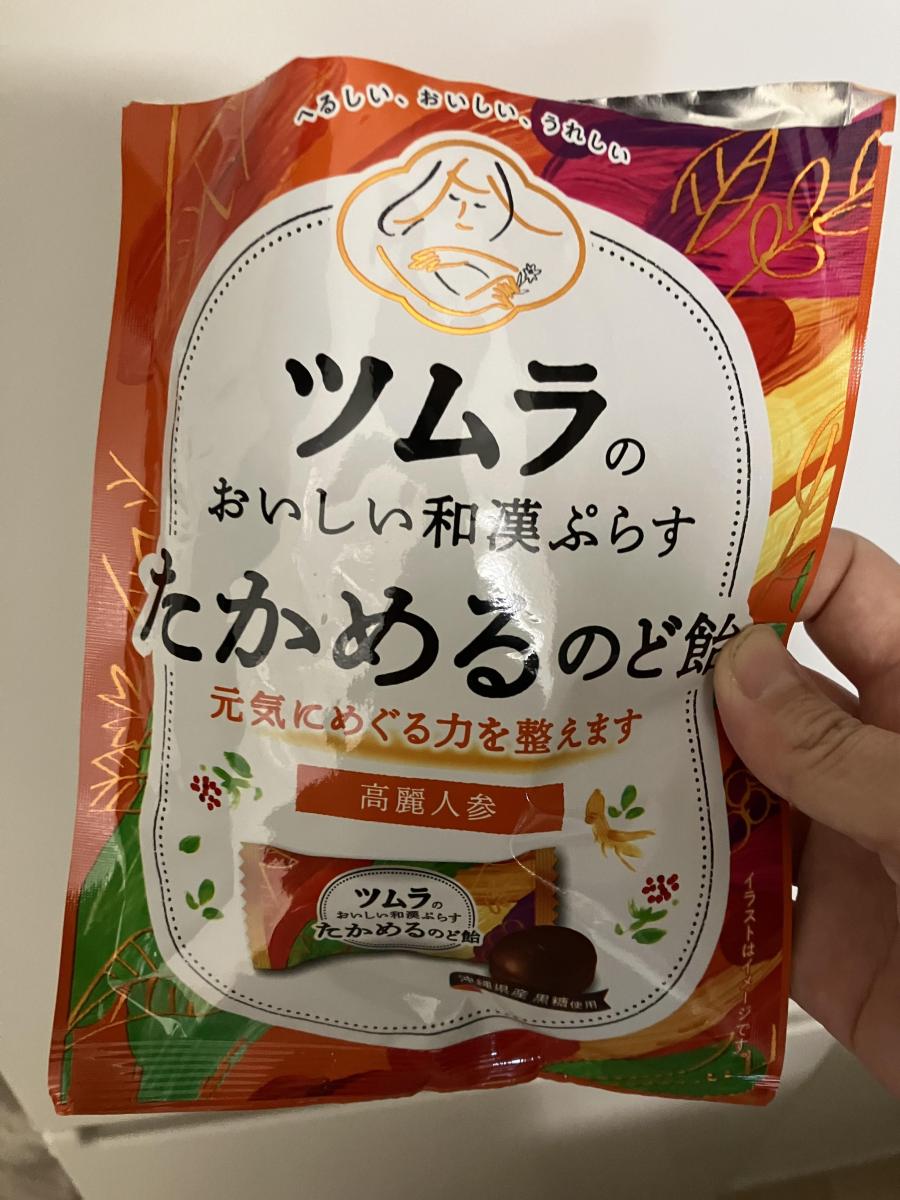 へるしい、おいしい、うれしい
ツムラの
おいしい和漢ぷらす
たかめるのど飴
元気にめぐる力を整えます
高麗人参
ツムラの
おいしい和漢ぷらす
たかめるのど飴
沖縄県産 黒糖使用
イラストはイメージです